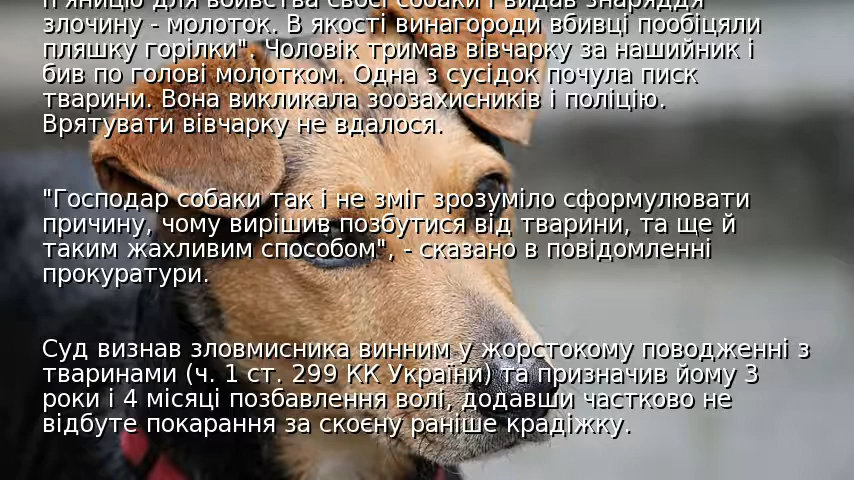 п'яницю для вбивства своєї собаки і видав знаряддя
злочину - молоток. В якості винагороди вбивці пообіцяли
пляшку горілки". Чоловік тримав вівчарку за нашийник і
бив по голові молотком. Одна з сусідок почула писк
тварини. Вона викликала зоозахисників і поліцію.
Врятувати вівчарку не вдалося.
"Господар собаки так і не зміг зрозуміло сформулювати
причину, чому вирішив позбутися від тварини, та ще й
таким жахливим способом", - сказано в повідомленні
прокуратури.
Суд визнав зловмисника винним у жорстокому поводженні з
тваринами (ч. 1 ст. 299 КК України) та призначив йому 3
роки і 4 місяці позбавлення волі, додавши частково не
відбуте покарання за скоєну раніше крадіжку.